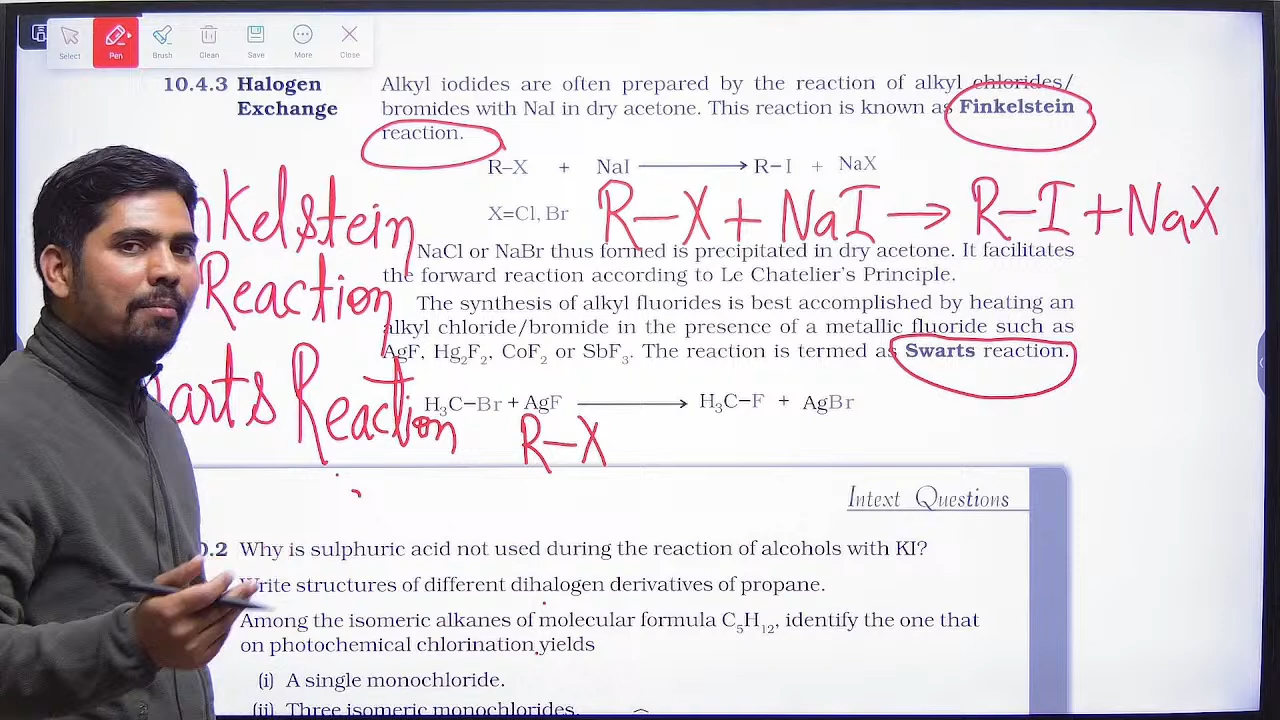 Select Pen Brush Clean Save More Close
10.4.3 Halogen
Exchange
Alkyl iodides are often prepared by the reaction of alkyl chlorides/
bromides with NaI in dry acetone. This reaction is known as Finkelstein
reaction.
R–X + NaI ⟶ R–I + NaX
X=Cl, Br
R–X + NaI → R–I + NaX
NaCl or NaBr thus formed is precipitated in dry acetone. It facilitates
the forward reaction according to Le Chatelier's Principle.
The synthesis of alkyl fluorides is best accomplished by heating an
alkyl chloride/bromide in the presence of a metallic fluoride such as
AgF, Hg₂F₂, CoF₂ or SbF₃. The reaction is termed as Swarts reaction.
H₃C–Br + AgF ⟶ H₃C–F + AgBr
nkelstein
Reaction
arts Reaction
R–X
Intext Questions
0.2 Why is sulphuric acid not used during the reaction of alcohols with KI?
Write structures of different dihalogen derivatives of propane.
Among the isomeric alkanes of molecular formula C₅H₁₂, identify the one that
on photochemical chlorination yields
(i) A single monochloride.
(ii) Three isomeric monochlorides.